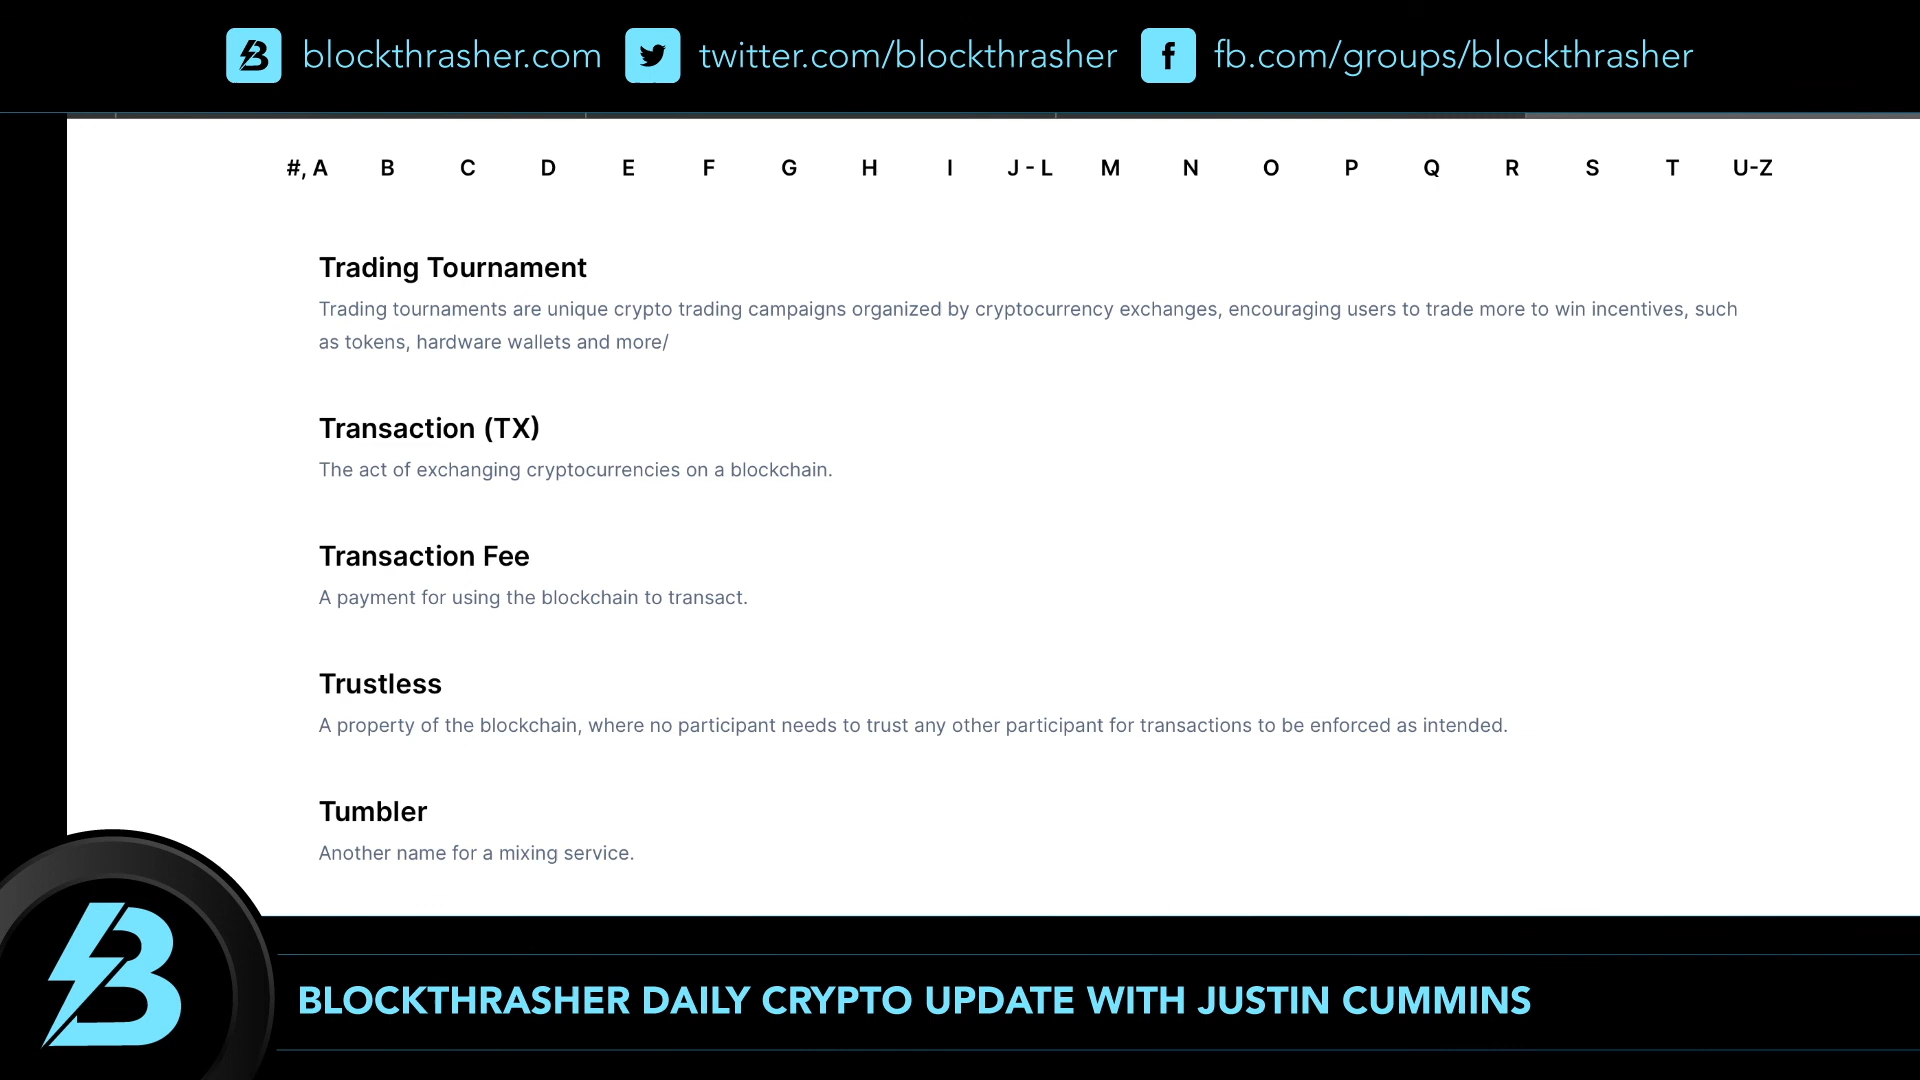 blockthrasher.com twitter.com/blockthrasher fb.com/groups/blockthrasher
#, A B C D E F G H I J - L M N O P Q R S T U-Z
Trading Tournament
Trading tournaments are unique crypto trading campaigns organized by cryptocurrency exchanges, encouraging users to trade more to win incentives, such
as tokens, hardware wallets and more/
Transaction (TX)
The act of exchanging cryptocurrencies on a blockchain.
Transaction Fee
A payment for using the blockchain to transact.
Trustless
A property of the blockchain, where no participant needs to trust any other participant for transactions to be enforced as intended.
Tumbler
Another name for a mixing service.
BLOCKTHRASHER DAILY CRYPTO UPDATE WITH JUSTIN CUMMINS